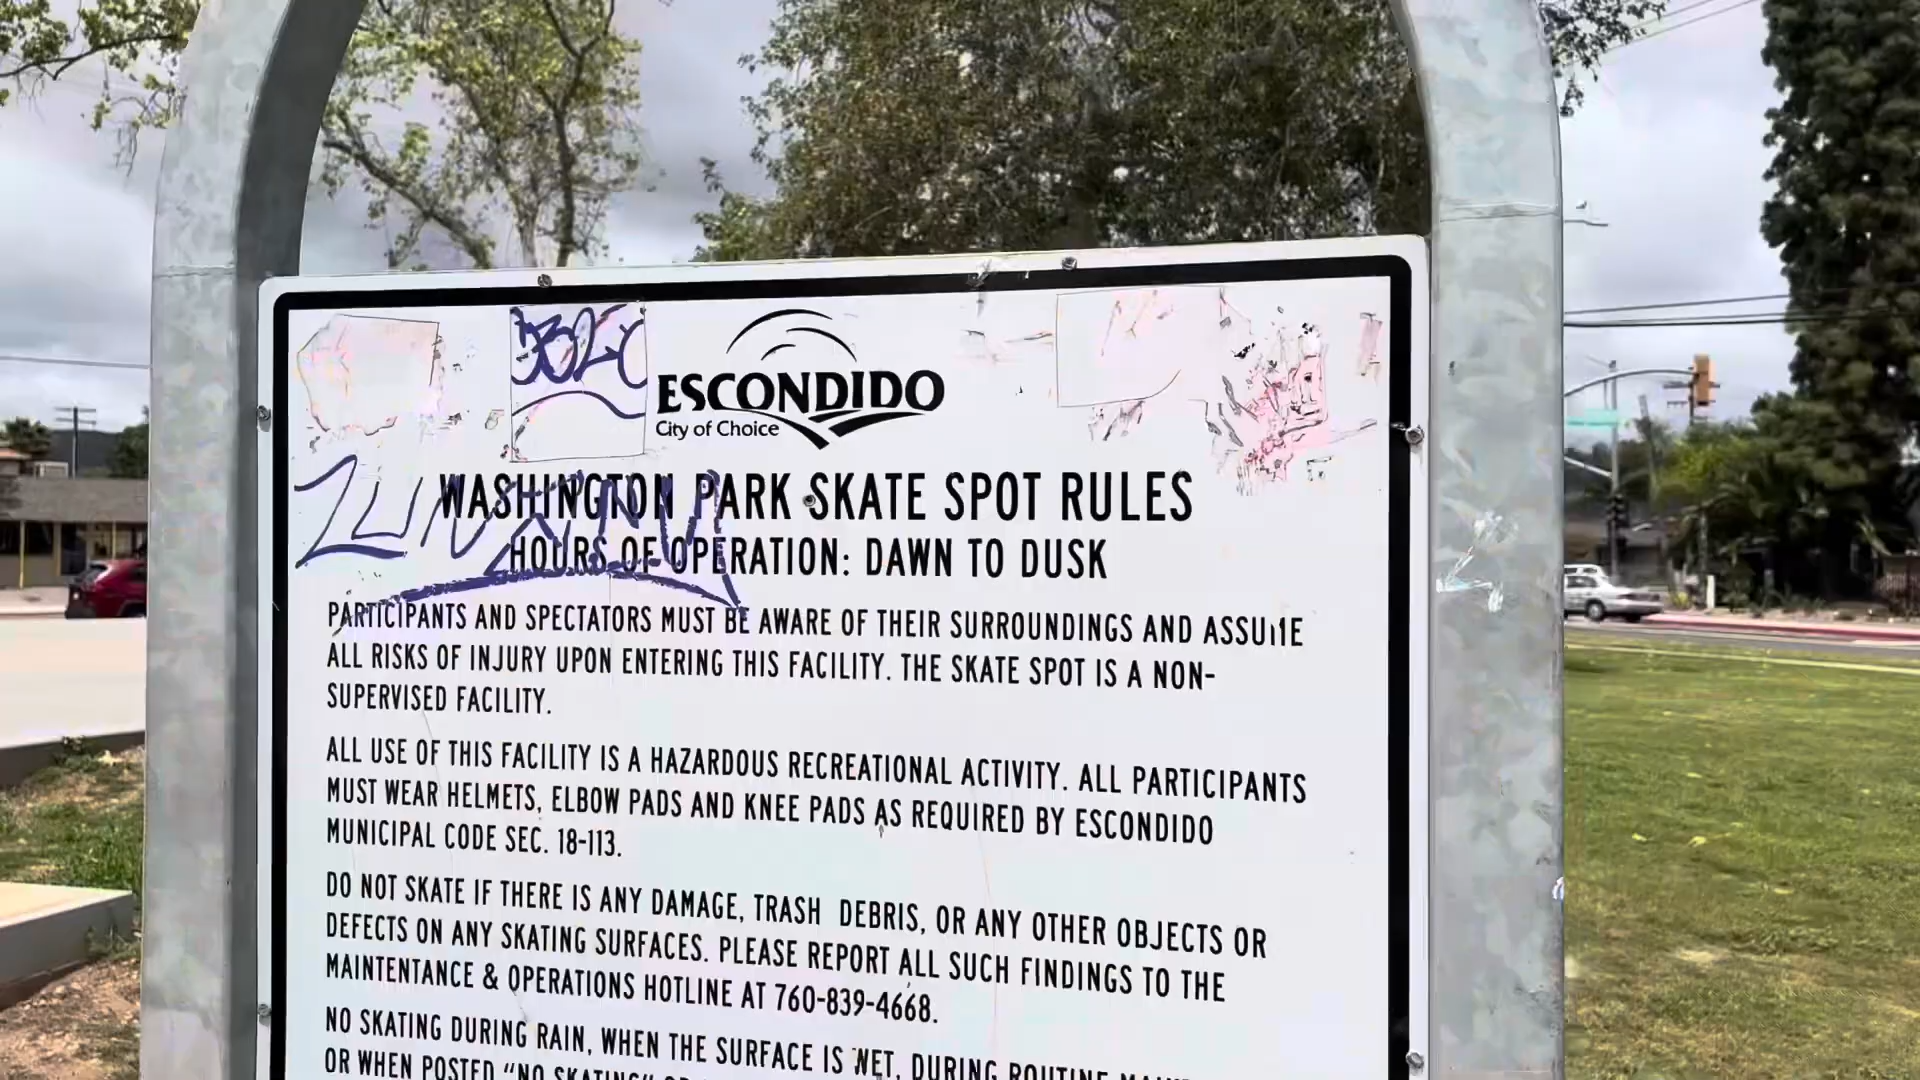 ESCONDIDO
City of Choice
WASHINGTON PARK SKATE SPOT RULES
HOURS OF OPERATION: DAWN TO DUSK
PARTICIPANTS AND SPECTATORS MUST BE AWARE OF THEIR SURROUNDINGS AND ASSUME
ALL RISKS OF INJURY UPON ENTERING THIS FACILITY. THE SKATE SPOT IS A NON-
SUPERVISED FACILITY.
ALL USE OF THIS FACILITY IS A HAZARDOUS RECREATIONAL ACTIVITY. ALL PARTICIPANTS
MUST WEAR HELMETS, ELBOW PADS AND KNEE PADS AS REQUIRED BY ESCONDIDO
MUNICIPAL CODE SEC. 18-113.
DO NOT SKATE IF THERE IS ANY DAMAGE, TRASH DEBRIS, OR ANY OTHER OBJECTS OR
DEFECTS ON ANY SKATING SURFACES. PLEASE REPORT ALL SUCH FINDINGS TO THE
MAINTENTANCE & OPERATIONS HOTLINE AT 760-839-4668.
NO SKATING DURING RAIN, WHEN THE SURFACE IS WET, DURING ROUTINE
OR WHEN POSTED "NO SKATING"